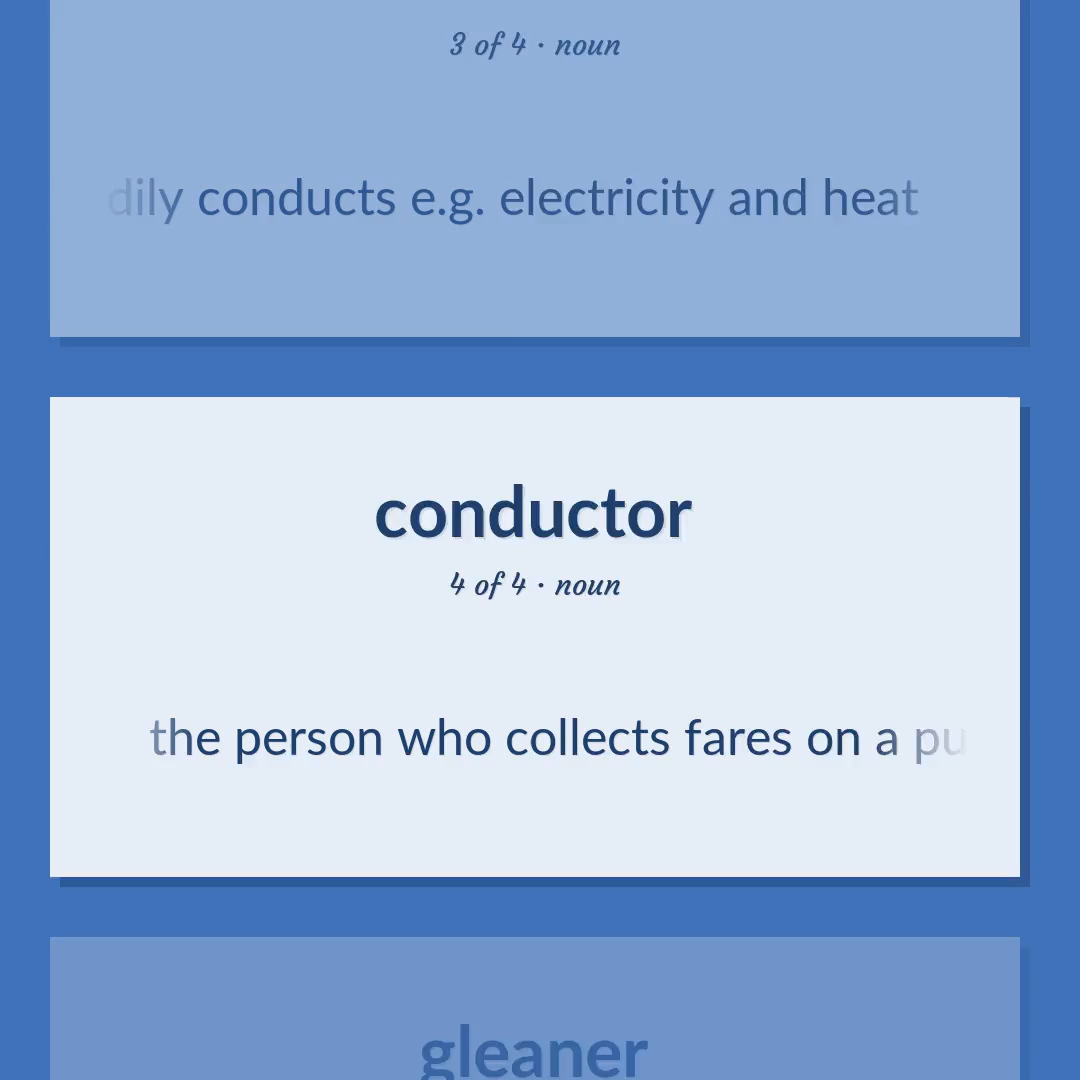 3 of 4 · noun
dily conducts e.g. electricity and heat
conductor
4 of 4 · noun
the person who collects fares on a pu
gleaner